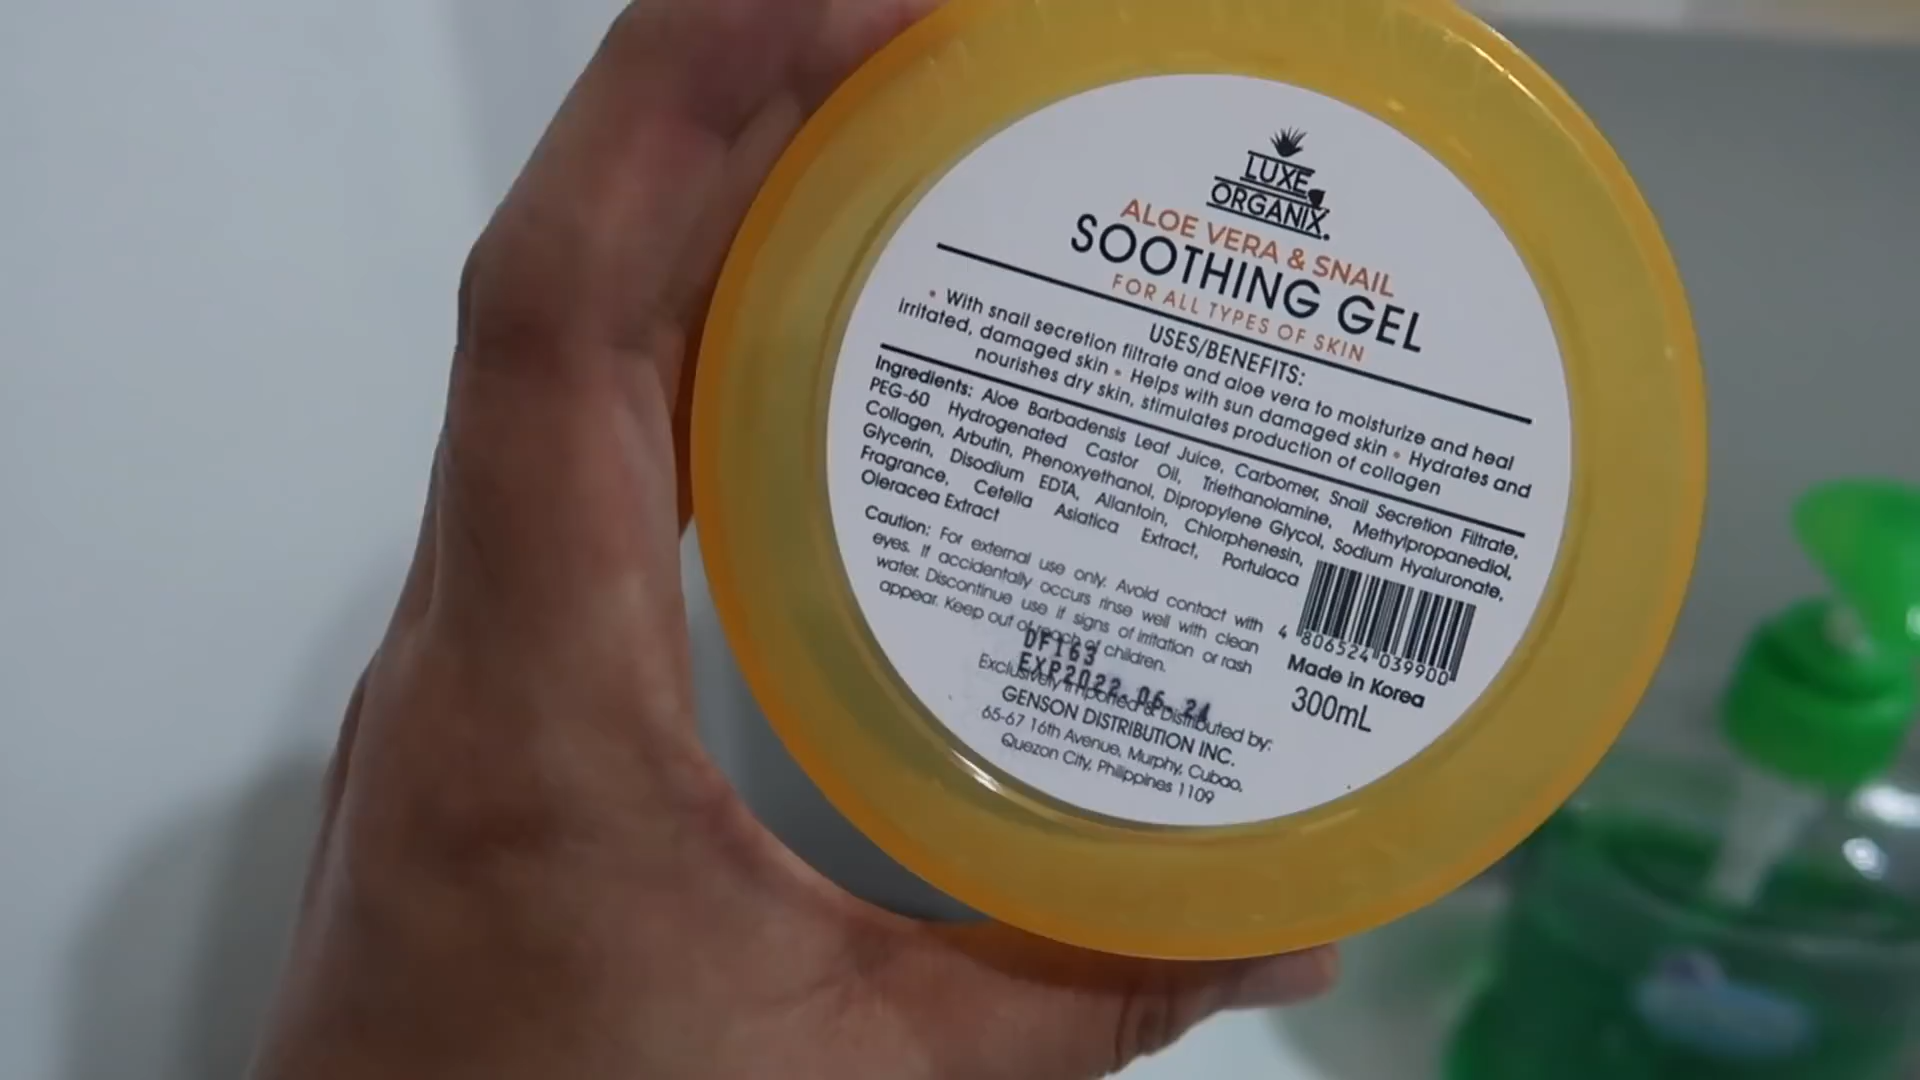 LUXE
ORGANIX.
ALOE VERA & SNAIL
SOOTHING GEL
FOR ALL TYPES OF SKIN
USES/BENEFITS:
• With snail secretion filtrate and aloe vera to moisturize and heal
irritated, damaged skin • Helps with sun damaged skin • Hydrates and
nourishes dry skin, stimulates production of collagen
Ingredients: Aloe Barbadensis Leaf Juice, Carbomer, Snail Secretion Filtrate,
PEG-60 Hydrogenated Castor Oil, Triethanolamine, Methylpropanediol,
Collagen, Arbutin, Phenoxyethanol, Dipropylene Glycol, Sodium Hyaluronate,
Glycerin, Disodium EDTA, Allantoin, Chlorphenesin,
Fragrance, Cetella Asiatica Extract, Portulaca
Oleracea Extract
Caution: For external use only. Avoid contact with
eyes. If accidentally occurs rinse well with clean
water. Discontinue use if signs of irritation or rash
appear. Keep out of reach of children.
DF163
EXP2022.06.24
Exclusively Imported & Distributed by:
GENSON DISTRIBUTION INC.
65-67 16th Avenue, Murphy, Cubao,
Quezon City, Philippines 1109
4 806524 039900
Made in Korea
300mL